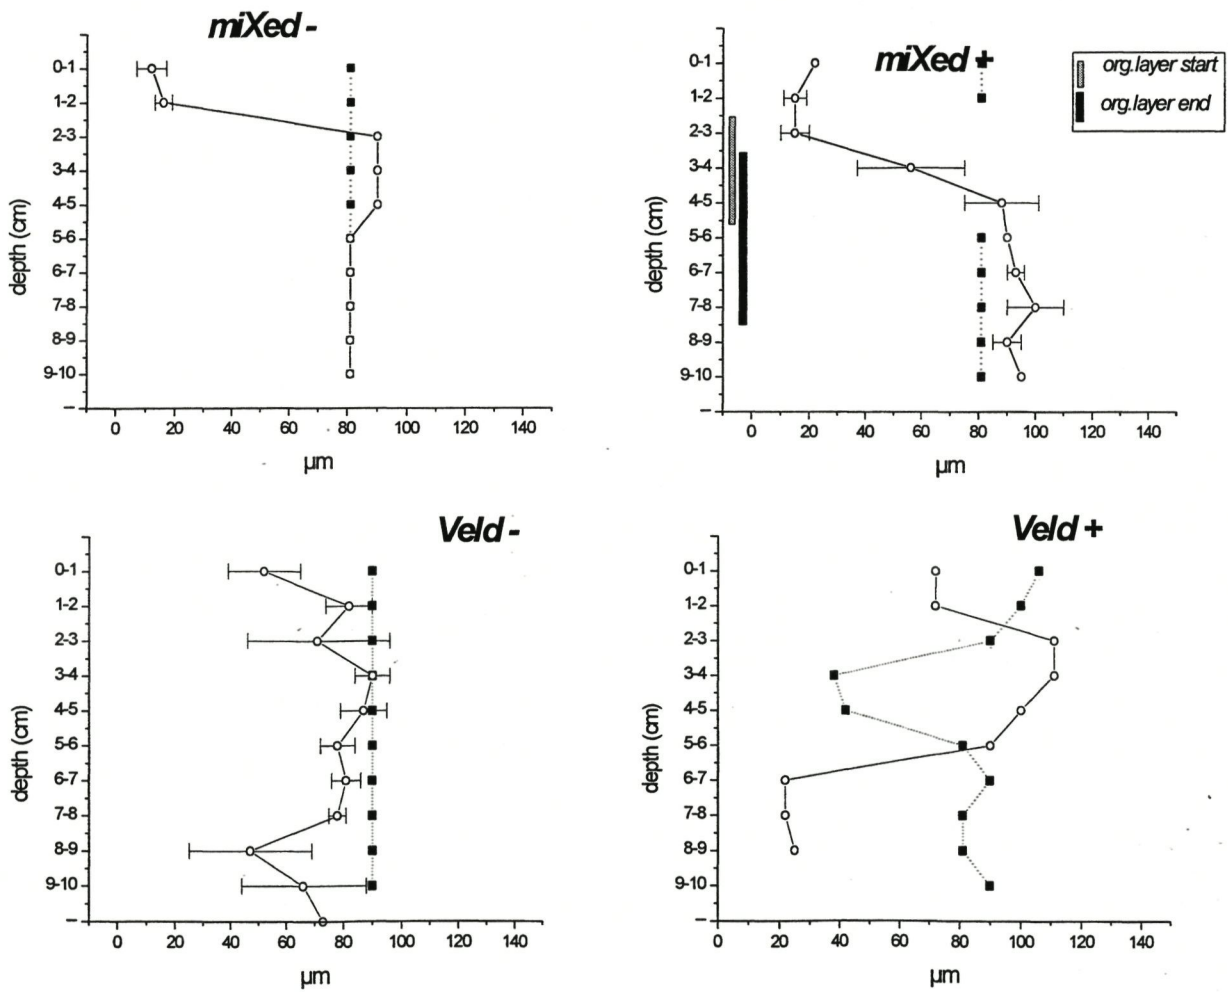 miXed -
0-1
1-2
2-3
3-4
4-5
5-6
6-7
7-8
8-9
9-10
--
depth (cm)
0 20 40 60 80 100 120 140
µm
miXed +
org.layer start
org.layer end
0-1
1-2
2-3
3-4
4-5
5-6
6-7
7-8
8-9
9-10
--
depth (cm)
0 20 40 60 80 100 120 140
µm
Veld -
0-1
1-2
2-3
3-4
4-5
5-6
6-7
7-8
8-9
9-10
--
depth (cm)
0 20 40 60 80 100 120 140
µm
Veld +
0-1
1-2
2-3
3-4
4-5
5-6
6-7
7-8
8-9
9-10
--
depth (cm)
0 20 40 60 80 100 120 140
µm